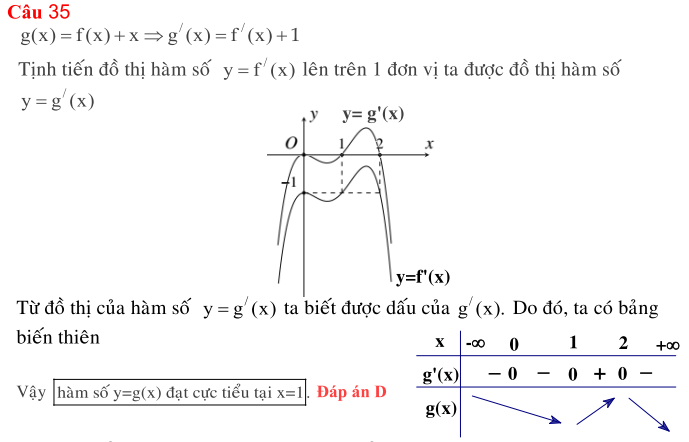 Câu 35
g(x) = f(x) + x ⇒ g′(x) = f′(x) + 1
Tịnh tiến đồ thị hàm số y = f′(x) lên trên 1 đơn vị ta được đồ thị hàm số
y = g′(x)
y y= g'(x)
O 1 2 x
-1
y=f'(x)
Từ đồ thị của hàm số y = g′(x) ta biết được dấu của g′(x). Do đó, ta có bảng
biến thiên
x -∞ 0 1 2 +∞
g'(x) − 0 − 0 + 0 −
g(x)
Vậy hàm số y=g(x) đạt cực tiểu tại x=1. Đáp án D